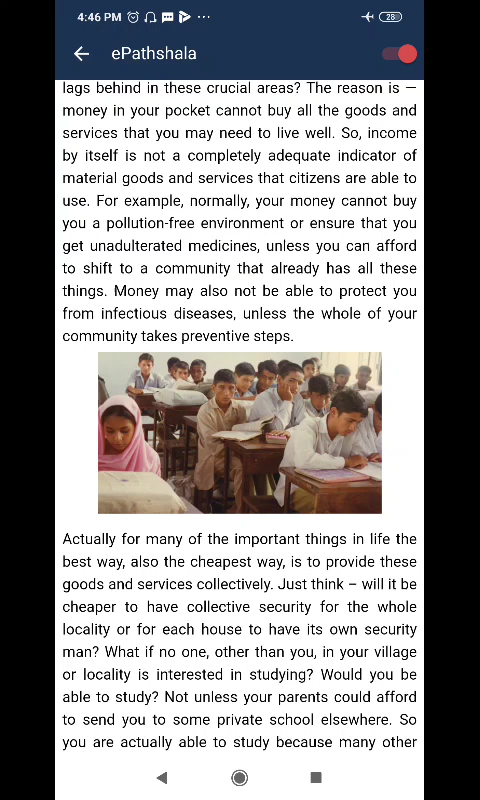 4:46 PM
28
ePathshala
lags behind in these crucial areas? The reason is —
money in your pocket cannot buy all the goods and
services that you may need to live well. So, income
by itself is not a completely adequate indicator of
material goods and services that citizens are able to
use. For example, normally, your money cannot buy
you a pollution-free environment or ensure that you
get unadulterated medicines, unless you can afford
to shift to a community that already has all these
things. Money may also not be able to protect you
from infectious diseases, unless the whole of your
community takes preventive steps.
Actually for many of the important things in life the
best way, also the cheapest way, is to provide these
goods and services collectively. Just think – will it be
cheaper to have collective security for the whole
locality or for each house to have its own security
man? What if no one, other than you, in your village
or locality is interested in studying? Would you be
able to study? Not unless your parents could afford
to send you to some private school elsewhere. So
you are actually able to study because many other